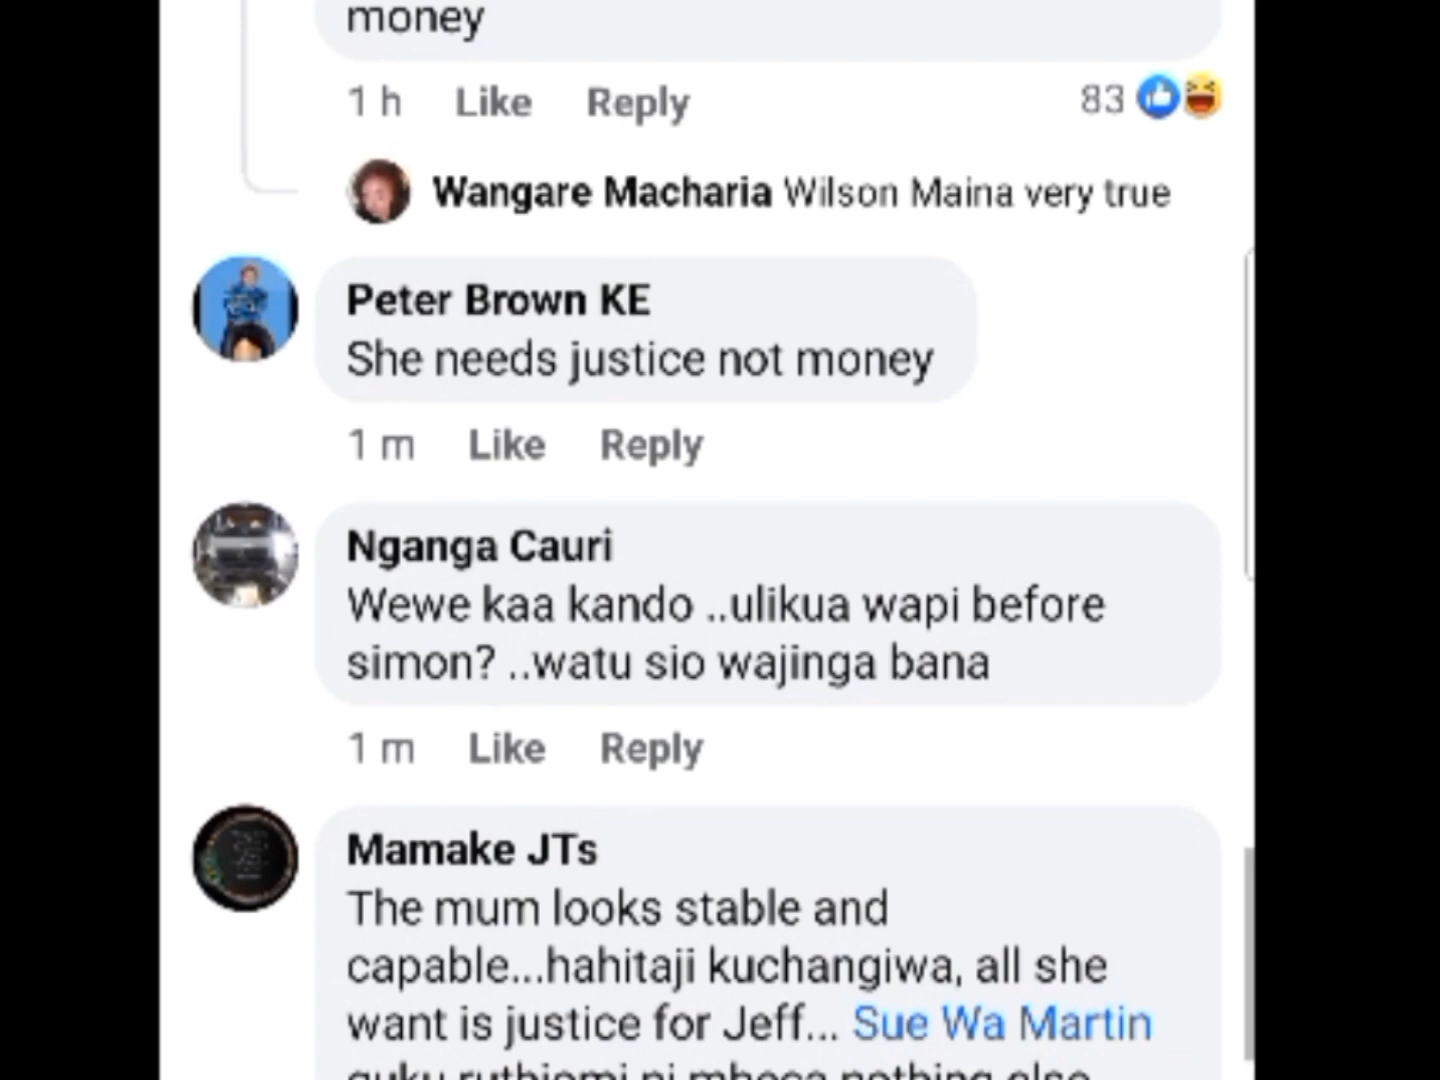 money
1 h Like Reply 83
Wangare Macharia Wilson Maina very true
Peter Brown KE
She needs justice not money
1 m Like Reply
Nganga Cauri
Wewe kaa kando ..ulikua wapi before
simon? ..watu sio wajinga bana
1 m Like Reply
Mamake JTs
The mum looks stable and
capable...hahitaji kuchangiwa, all she
want is justice for Jeff... Sue Wa Martin
nothing else